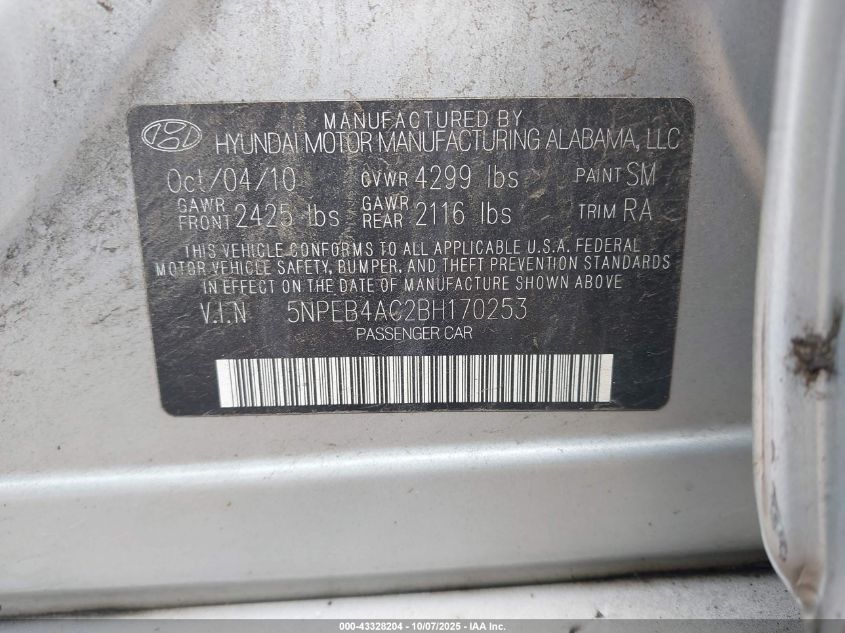 MANUFACTURED BY
HYUNDAI MOTOR MANUFACTURING ALABAMA, LLC
Oct/04/10 GVWR 4299 lbs PAINT SM
GAWR FRONT 2425 lbs GAWR REAR 2116 lbs TRIM RA
THIS VEHICLE CONFORMS TO ALL APPLICABLE U.S.A. FEDERAL
MOTOR VEHICLE SAFETY, BUMPER, AND THEFT PREVENTION STANDARDS
IN EFFECT ON THE DATE OF MANUFACTURE SHOWN ABOVE.
V.I.N 5NPEB4AC2BH170253
PASSENGER CAR
000-43328204 - 10/07/2025 - IAA Inc.